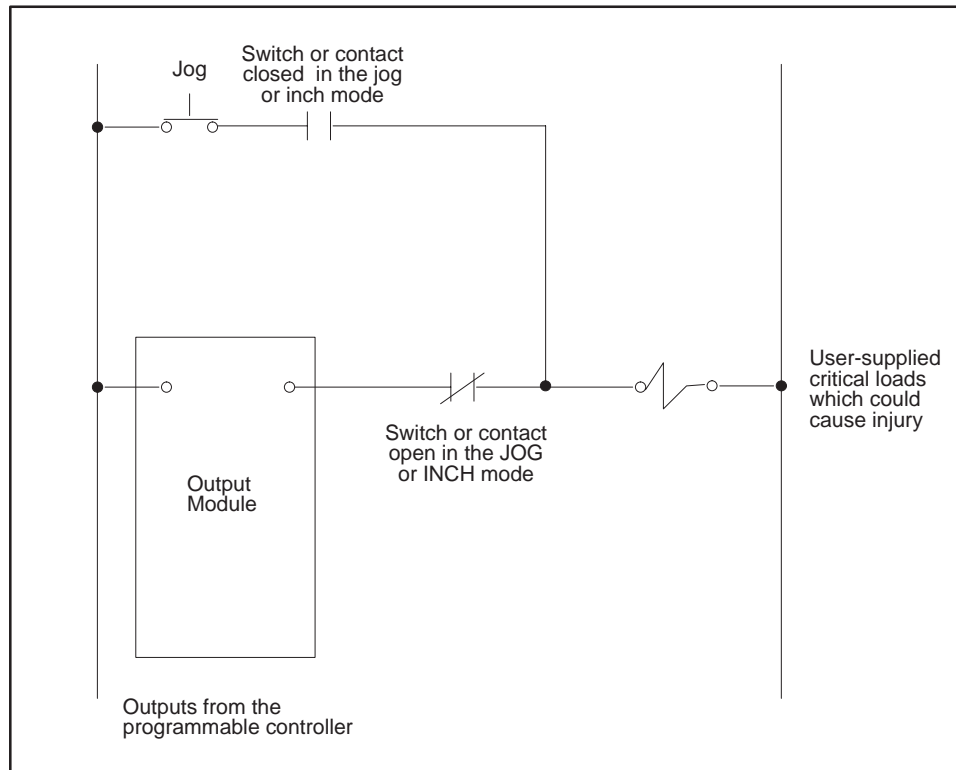 Jog
Switch or contact
closed in the jog
or inch mode
User-supplied
critical loads
which could
cause injury
Switch or contact
open in the JOG
or INCH mode
Output
Module
Outputs from the
programmable controller